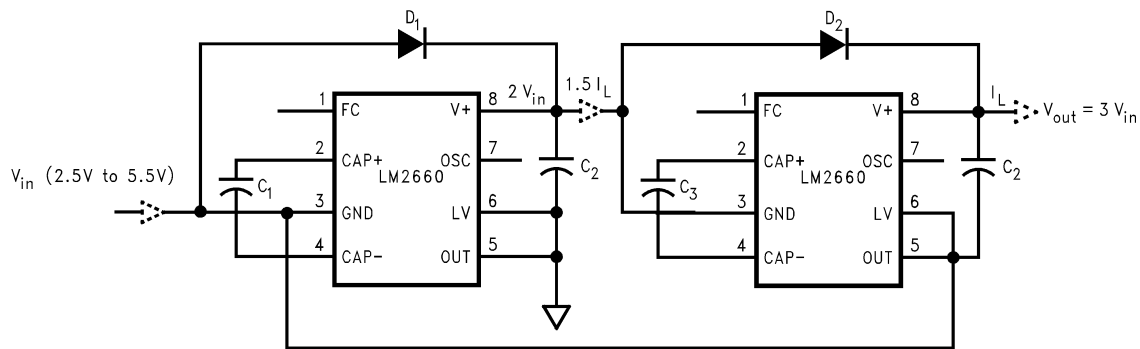 D1
D2
1 FC V+ 8
2 Vin
1.5 IL
1 FC V+ 8
IL
Vout = 3 Vin
2 CAP+ OSC 7
C2
2 CAP+ OSC 7
C2
Vin (2.5V to 5.5V)
C1
LM2660
C3
LM2660
3 GND LV 6
3 GND LV 6
4 CAP- OUT 5
4 CAP- OUT 5